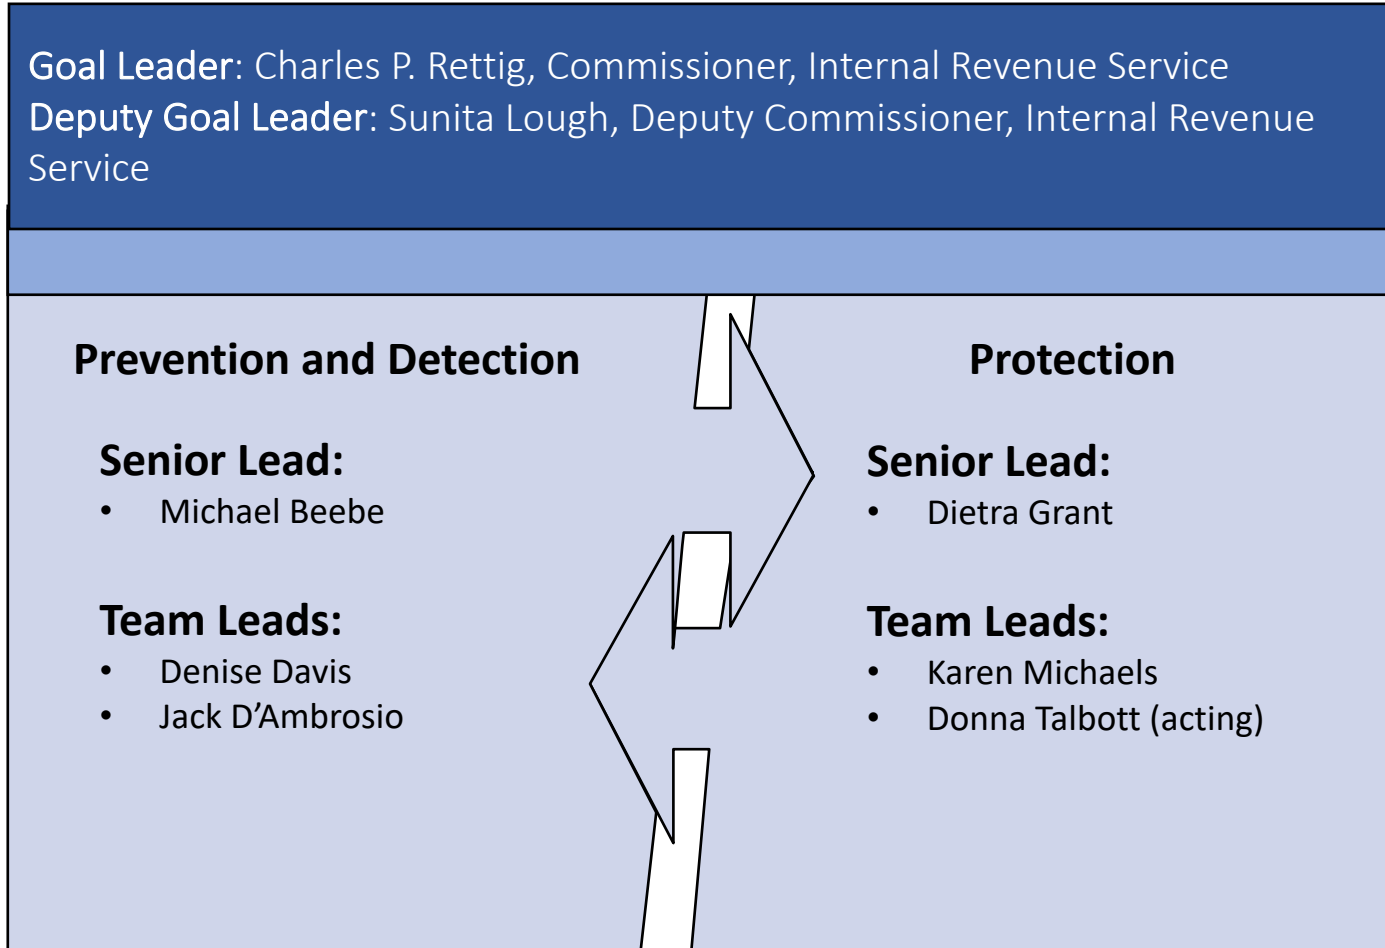 Goal Leader: Charles P. Rettig, Commissioner, Internal Revenue Service
Deputy Goal Leader: Sunita Lough, Deputy Commissioner, Internal Revenue
Service
Prevention and Detection
Senior Lead:
• Michael Beebe
Team Leads:
• Denise Davis
• Jack D’Ambrosio
Protection
Senior Lead:
• Dietra Grant
Team Leads:
• Karen Michaels
• Donna Talbott (acting)